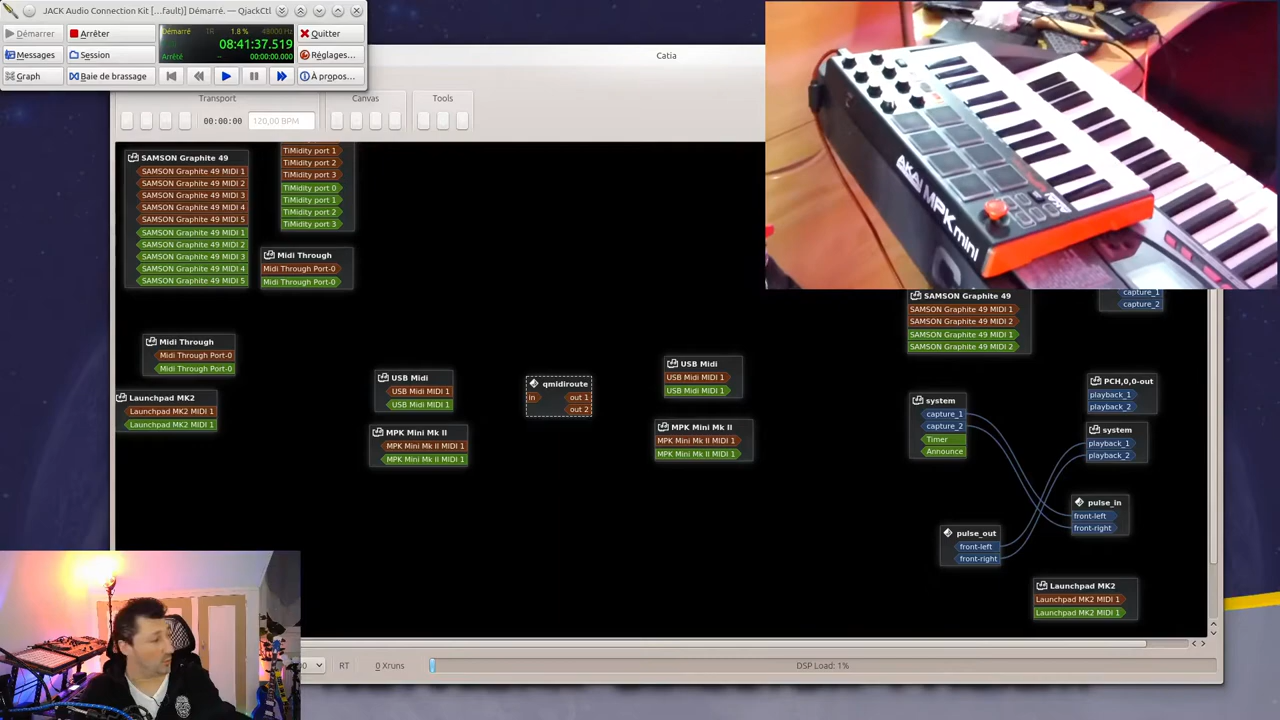 JACK Audio Connection Kit [...fault)] Démarré. — QjackCtl
Démarrer
Arrêter
Démarré TR 1.8 % 48000 Hz
08:41:37.519
Arrêté -- 00:00:00.000
Quitter
Messages
Session
Réglages...
Graph
Baie de brassage
À propos...
Catia
Transport
Canvas
Tools
00:00:00
120,00 BPM
SAMSON Graphite 49
SAMSON Graphite 49 MIDI 1
SAMSON Graphite 49 MIDI 2
SAMSON Graphite 49 MIDI 3
SAMSON Graphite 49 MIDI 4
SAMSON Graphite 49 MIDI 5
SAMSON Graphite 49 MIDI 1
SAMSON Graphite 49 MIDI 2
SAMSON Graphite 49 MIDI 3
SAMSON Graphite 49 MIDI 4
SAMSON Graphite 49 MIDI 5
TiMidity port 1
TiMidity port 2
TiMidity port 3
TiMidity port 0
TiMidity port 1
TiMidity port 2
TiMidity port 3
Midi Through
Midi Through Port-0
Midi Through Port-0
Midi Through
Midi Through Port-0
Midi Through Port-0
Launchpad MK2
Launchpad MK2 MIDI 1
Launchpad MK2 MIDI 1
USB Midi
USB Midi MIDI 1
USB Midi MIDI 1
MPK Mini Mk II
MPK Mini Mk II MIDI 1
MPK Mini Mk II MIDI 1
qmidiroute
in
out 1
out 2
USB Midi
USB Midi MIDI 1
USB Midi MIDI 1
MPK Mini Mk II
MPK Mini Mk II MIDI 1
MPK Mini Mk II MIDI 1
AKAI MPK mini
SAMSON Graphite 49
SAMSON Graphite 49 MIDI 1
SAMSON Graphite 49 MIDI 2
SAMSON Graphite 49 MIDI 1
SAMSON Graphite 49 MIDI 2
capture_1
capture_2
system
capture_1
capture_2
Timer
Announce
PCH,0,0-out
playback_1
playback_2
system
playback_1
playback_2
pulse_in
front-left
front-right
pulse_out
front-left
front-right
Launchpad MK2
Launchpad MK2 MIDI 1
Launchpad MK2 MIDI 1
RT
0 Xruns
DSP Load: 1%